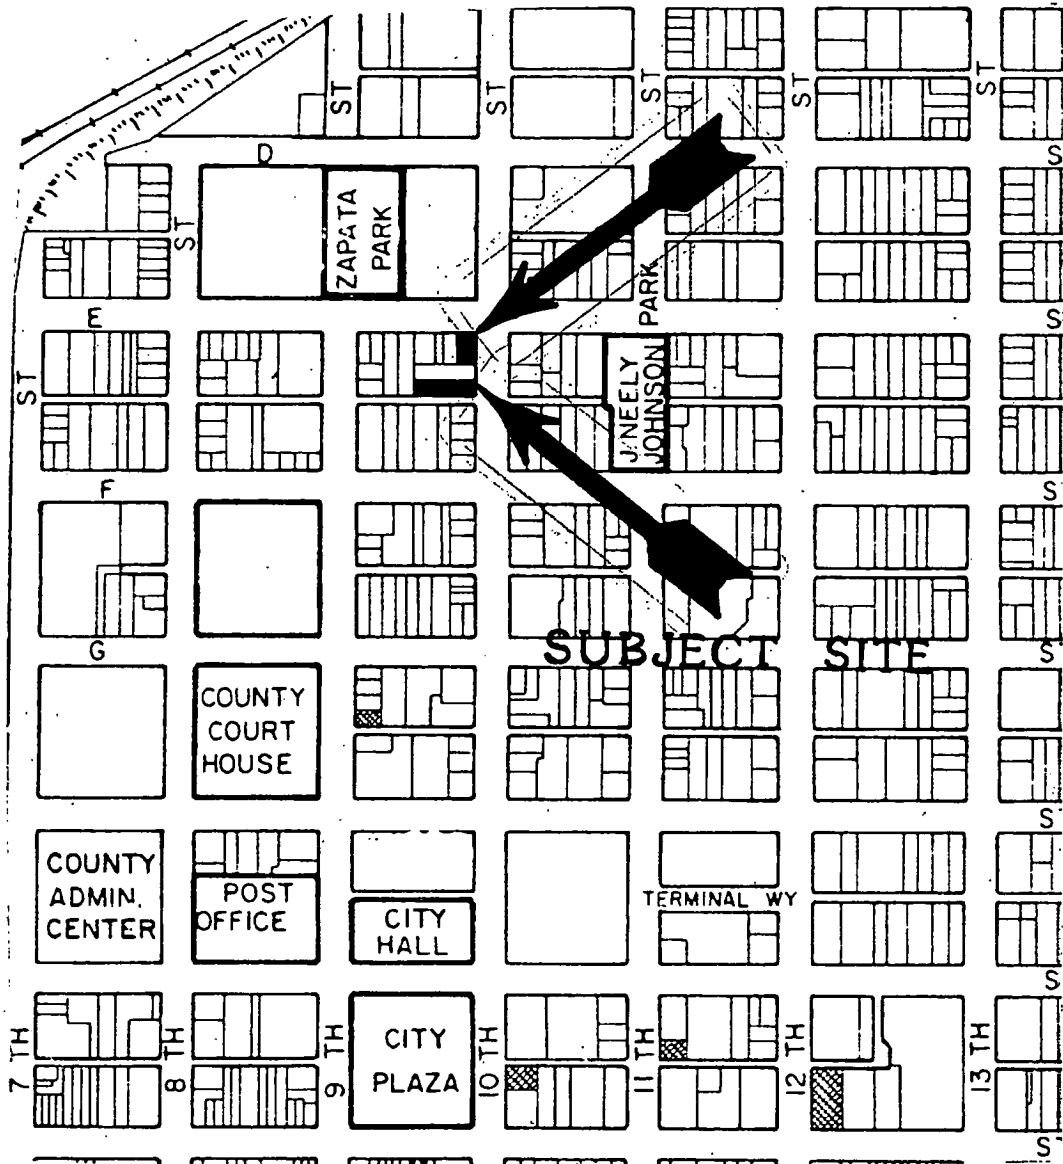 ST
ST
ST
ST
ST
D
S
ZAPATA
PARK
ST
PARK
E
S
ST
J. NEELY
JOHNSON
F
S
SUBJECT SITE
G
S
COUNTY
COURT
HOUSE
S
COUNTY
ADMIN.
CENTER
POST
OFFICE
CITY
HALL
TERMINAL WY
S
CITY
PLAZA
7 TH
8 TH
9 TH
10 TH
11 TH
12 TH
13 TH
ST